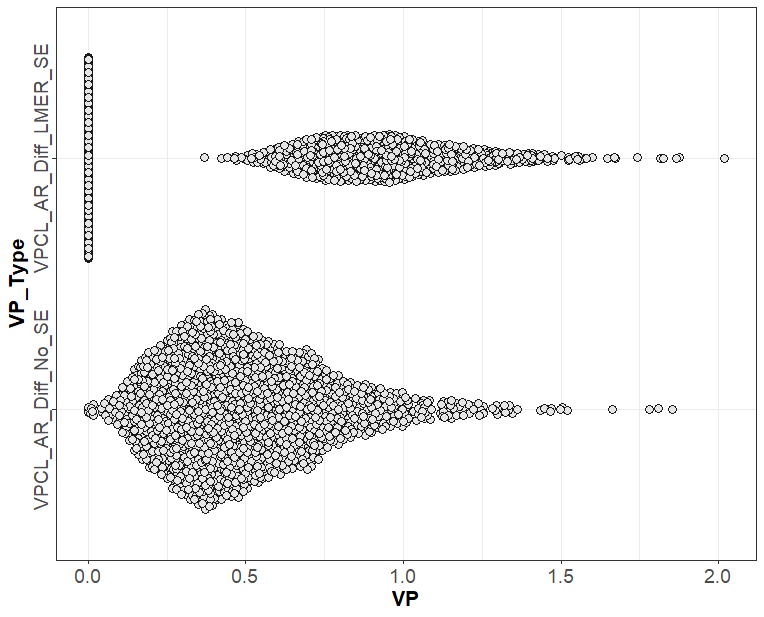 VP_Type
VPCL_AR_Diff_LMER_SE
VPCL_AR_Diff_No_SE
0.0 0.5 1.0 1.5 2.0
VP